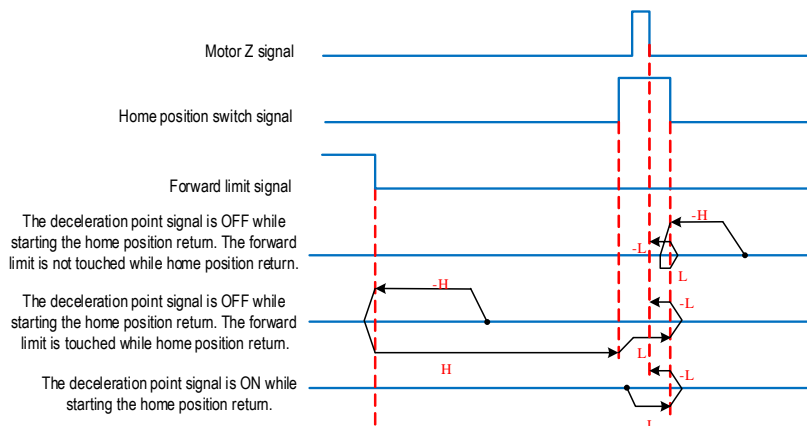 Motor Z signal
Home position switch signal
Forward limit signal
The deceleration point signal is OFF while
starting the home position return. The forward
limit is not touched while home position return.
-H
-L
L
The deceleration point signal is OFF while
starting the home position return. The forward
limit is touched while home position return.
-H
-L
H
L
The deceleration point signal is ON while
starting the home position return.
-L
L